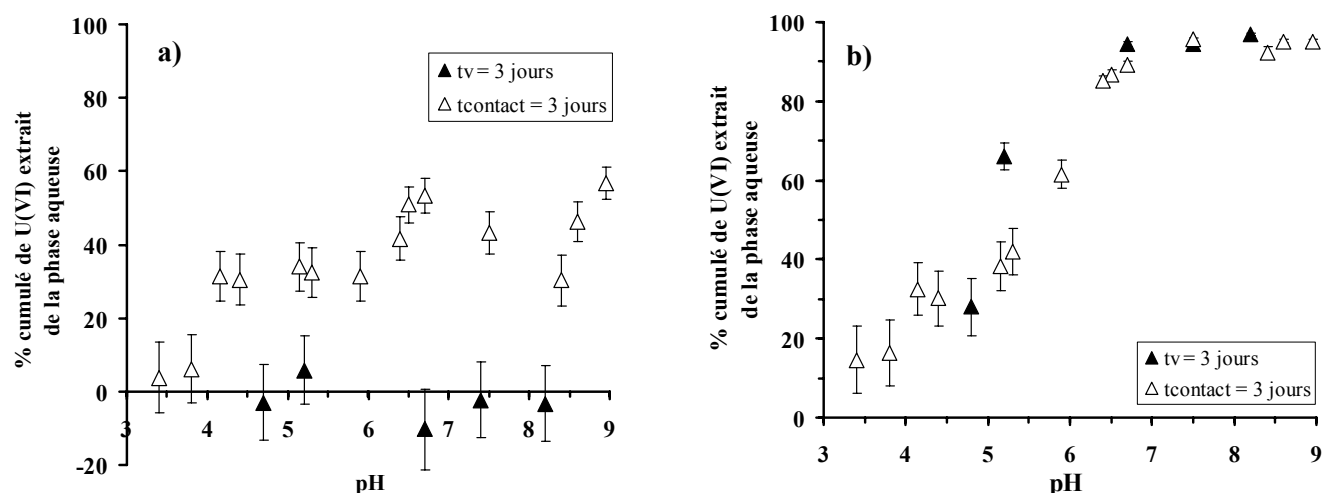 a)
% cumulé de U(VI) extrait
de la phase aqueuse
100
80
60
40
20
0
-20
3 4 5 6 7 8 9
pH
tv = 3 jours
tcontact = 3 jours
b)
% cumulé de U(VI) extrait
de la phase aqueuse
100
80
60
40
20
0
3 4 5 6 7 8 9
pH
tv = 3 jours
tcontact = 3 jours